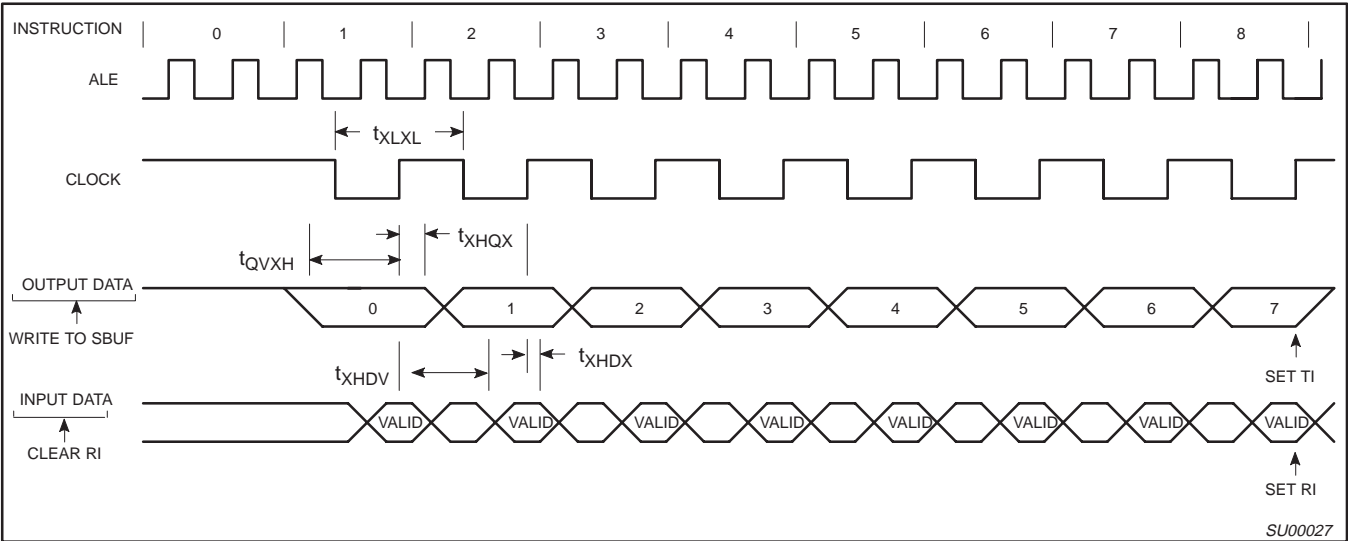 INSTRUCTION 0 1 2 3 4 5 6 7 8
ALE
tXLXL
CLOCK
tXHQX
tQVXH
OUTPUT DATA
0 1 2 3 4 5 6 7
WRITE TO SBUF
tXHDX
tXHDV
SET TI
INPUT DATA
VALID VALID VALID VALID VALID VALID VALID VALID
CLEAR RI
SET RI
SU00027